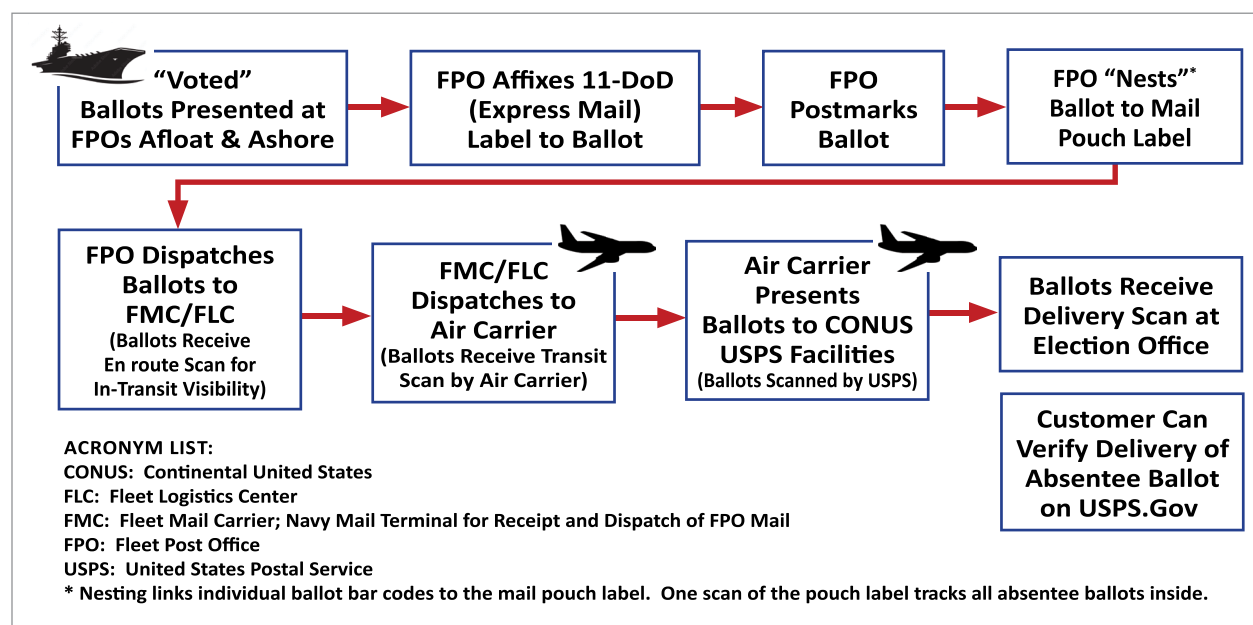 “Voted”
Ballots Presented at
FPOs Afloat & Ashore
FPO Affixes 11-DoD
(Express Mail)
Label to Ballot
FPO
Postmarks
Ballot
FPO “Nests”*
Ballot to Mail
Pouch Label
FPO Dispatches
Ballots to
FMC/FLC
(Ballots Receive
En route Scan for
In-Transit Visibility)
FMC/FLC
Dispatches to
Air Carrier
(Ballots Receive Transit
Scan by Air Carrier)
Air Carrier
Presents
Ballots to CONUS
USPS Facilities
(Ballots Scanned by USPS)
Ballots Receive
Delivery Scan at
Election Office
Customer Can
Verify Delivery of
Absentee Ballot
on USPS.Gov
ACRONYM LIST:
CONUS: Continental United States
FLC: Fleet Logistics Center
FMC: Fleet Mail Carrier; Navy Mail Terminal for Receipt and Dispatch of FPO Mail
FPO: Fleet Post Office
USPS: United States Postal Service
* Nesting links individual ballot bar codes to the mail pouch label. One scan of the pouch label tracks all absentee ballots inside.